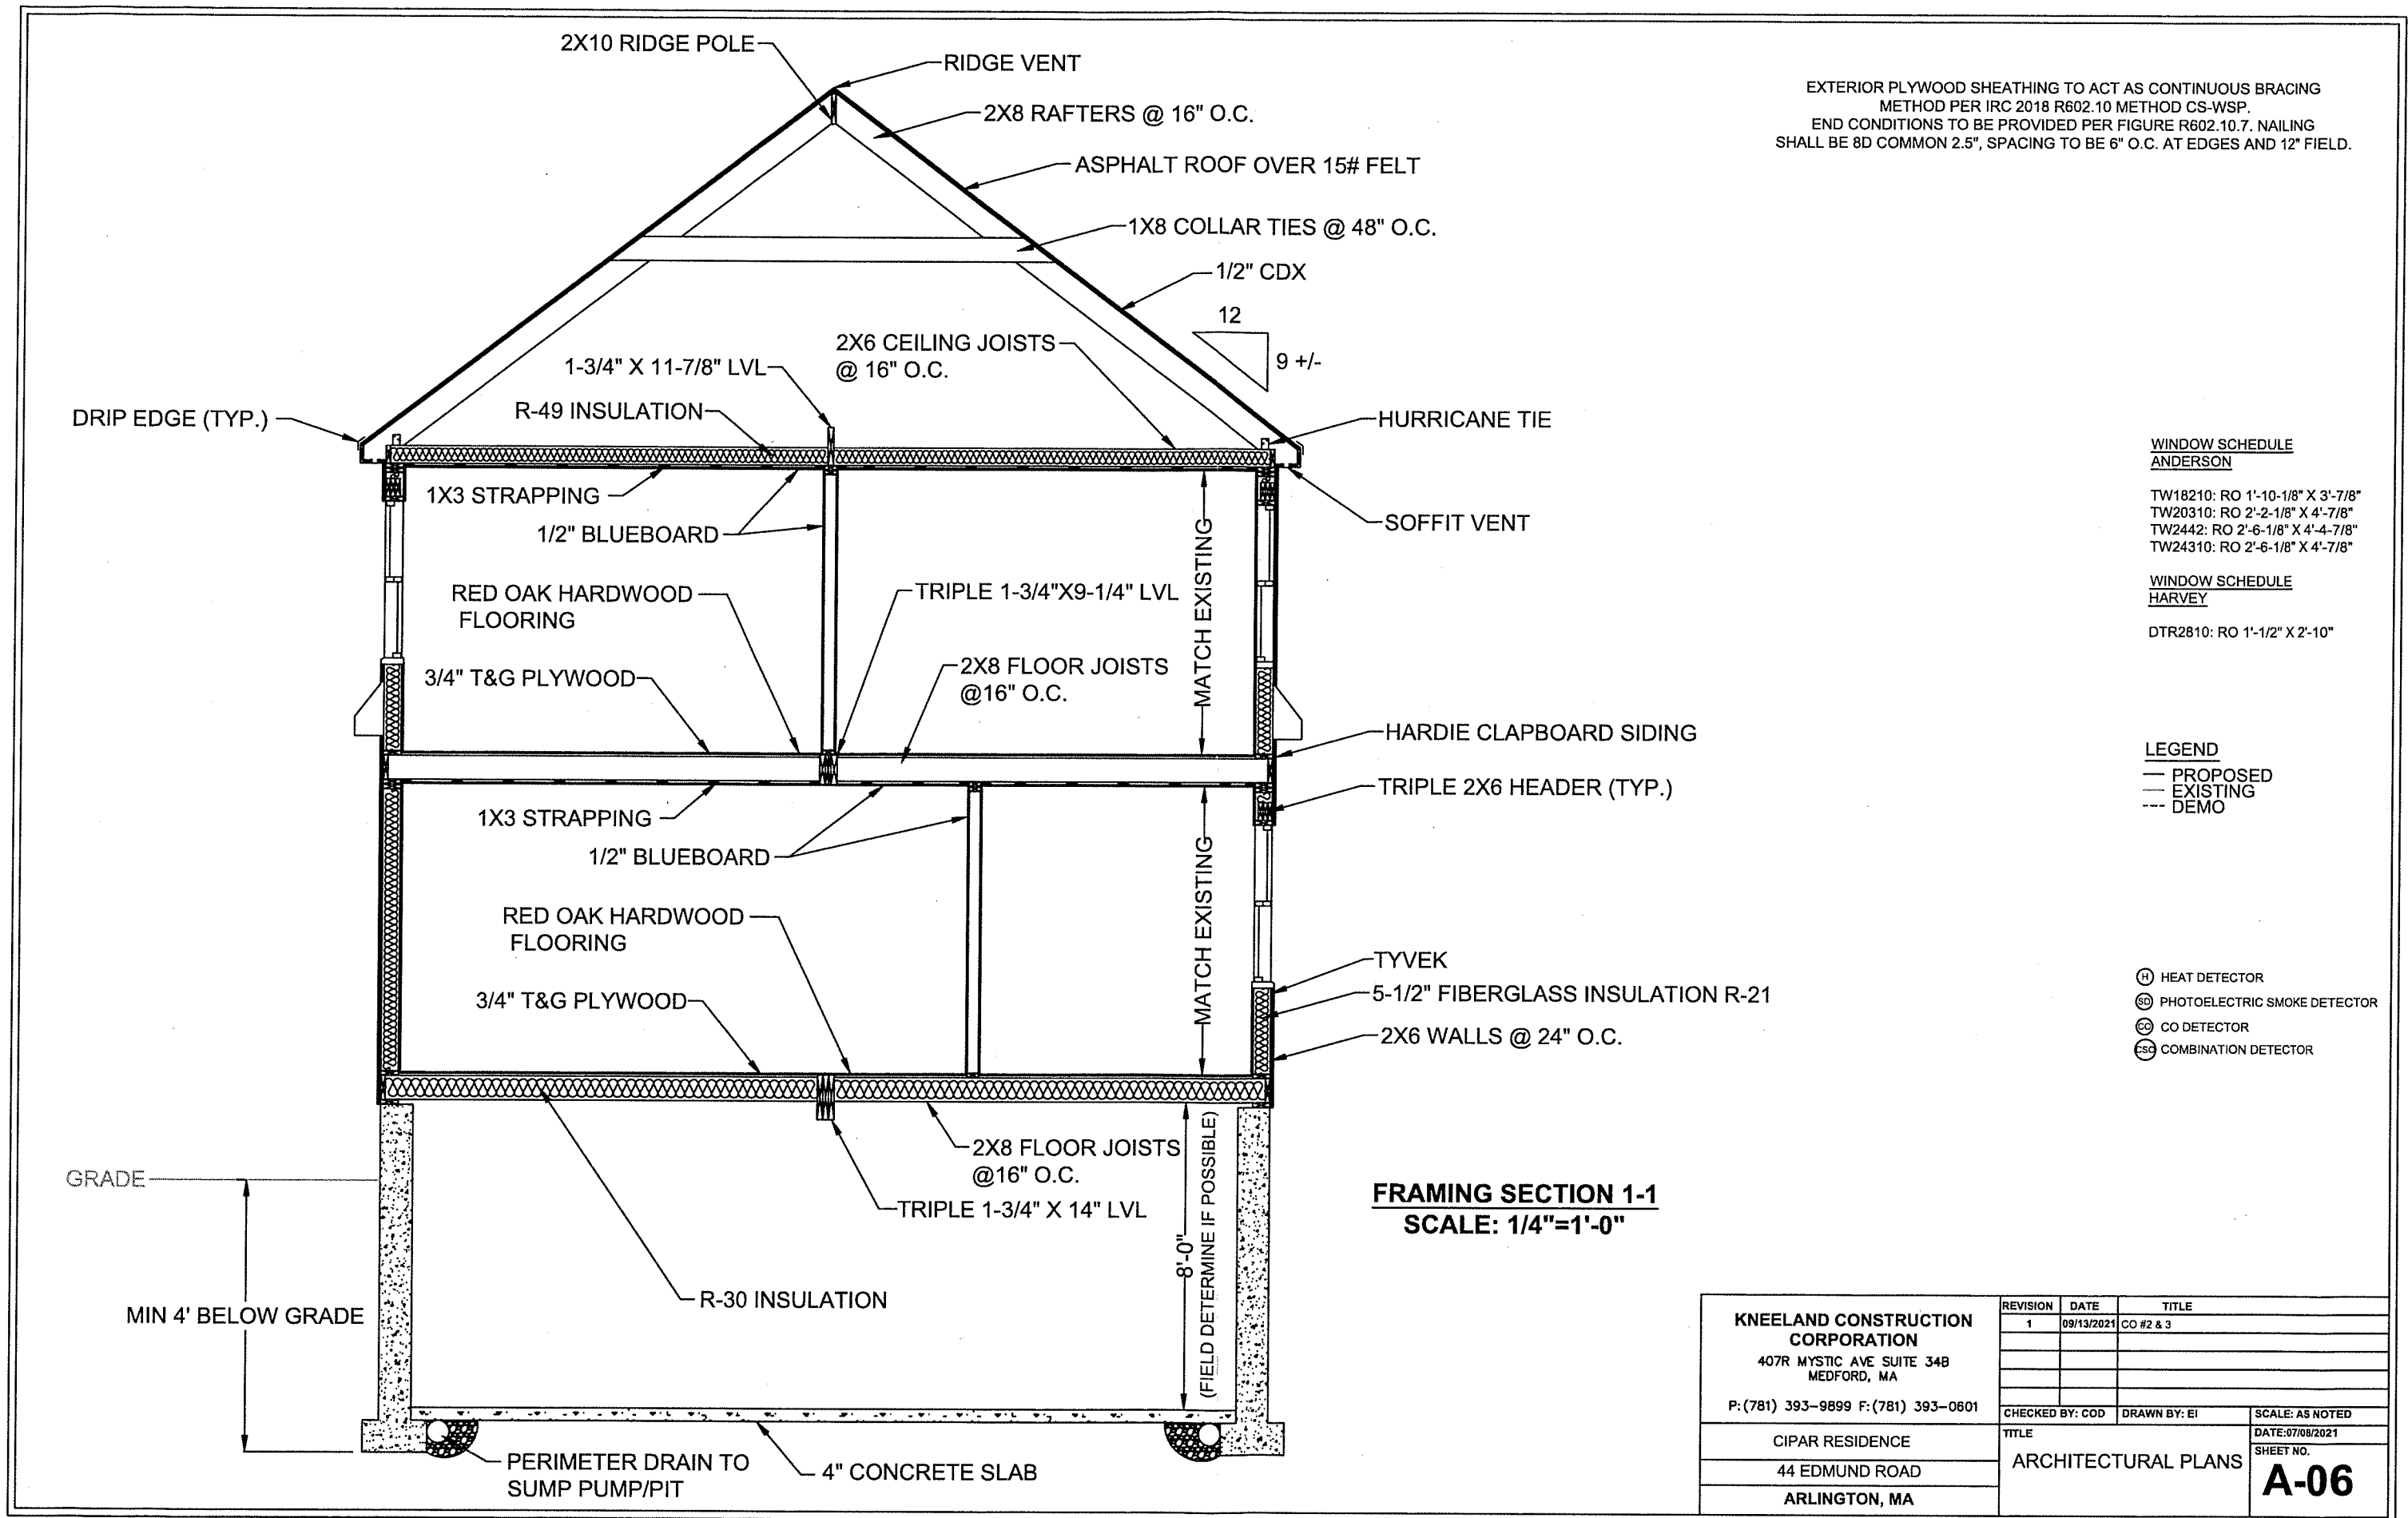 2X10 RIDGE POLE
RIDGE VENT
2X8 RAFTERS @ 16" O.C.
ASPHALT ROOF OVER 15# FELT
1X8 COLLAR TIES @ 48" O.C.
1/2" CDX
12
9 +/-
2X6 CEILING JOISTS
@ 16" O.C.
1-3/4" X 11-7/8" LVL
R-49 INSULATION
DRIP EDGE (TYP.)
HURRICANE TIE
1X3 STRAPPING
1/2" BLUEBOARD
SOFFIT VENT
MATCH EXISTING
RED OAK HARDWOOD
FLOORING
TRIPLE 1-3/4"X9-1/4" LVL
3/4" T&G PLYWOOD
2X8 FLOOR JOISTS
@16" O.C.
HARDIE CLAPBOARD SIDING
TRIPLE 2X6 HEADER (TYP.)
1X3 STRAPPING
1/2" BLUEBOARD
MATCH EXISTING
RED OAK HARDWOOD
FLOORING
3/4" T&G PLYWOOD
TYVEK
5-1/2" FIBERGLASS INSULATION R-21
2X6 WALLS @ 24" O.C.
2X8 FLOOR JOISTS
@16" O.C.
TRIPLE 1-3/4" X 14" LVL
GRADE
MIN 4' BELOW GRADE
R-30 INSULATION
8'-0"
(FIELD DETERMINE IF POSSIBLE)
PERIMETER DRAIN TO
SUMP PUMP/PIT
4" CONCRETE SLAB
FRAMING SECTION 1-1
SCALE: 1/4"=1'-0"
EXTERIOR PLYWOOD SHEATHING TO ACT AS CONTINUOUS BRACING
METHOD PER IRC 2018 R602.10 METHOD CS-WSP.
END CONDITIONS TO BE PROVIDED PER FIGURE R602.10.7. NAILING
SHALL BE 8D COMMON 2.5", SPACING TO BE 6" O.C. AT EDGES AND 12" FIELD.
WINDOW SCHEDULE
ANDERSON
TW18210: RO 1'-10-1/8" X 3'-7/8"
TW20310: RO 2'-2-1/8" X 4'-7/8"
TW2442: RO 2'-6-1/8" X 4'-4-7/8"
TW24310: RO 2'-6-1/8" X 4'-7/8"
WINDOW SCHEDULE
HARVEY
DTR2810: RO 1'-1/2" X 2'-10"
LEGEND
PROPOSED
EXISTING
DEMO
H HEAT DETECTOR
SD PHOTOELECTRIC SMOKE DETECTOR
CO CO DETECTOR
CSO COMBINATION DETECTOR
KNEELAND CONSTRUCTION
CORPORATION
407R MYSTIC AVE SUITE 34B
MEDFORD, MA
P:(781) 393-9899 F:(781) 393-0601
CIPAR RESIDENCE
44 EDMUND ROAD
ARLINGTON, MA
REVISION DATE TITLE
1 09/13/2021 CO #2 & 3
CHECKED BY: COD DRAWN BY: EI SCALE: AS NOTED
TITLE
ARCHITECTURAL PLANS
DATE:07/08/2021
SHEET NO.
A-06